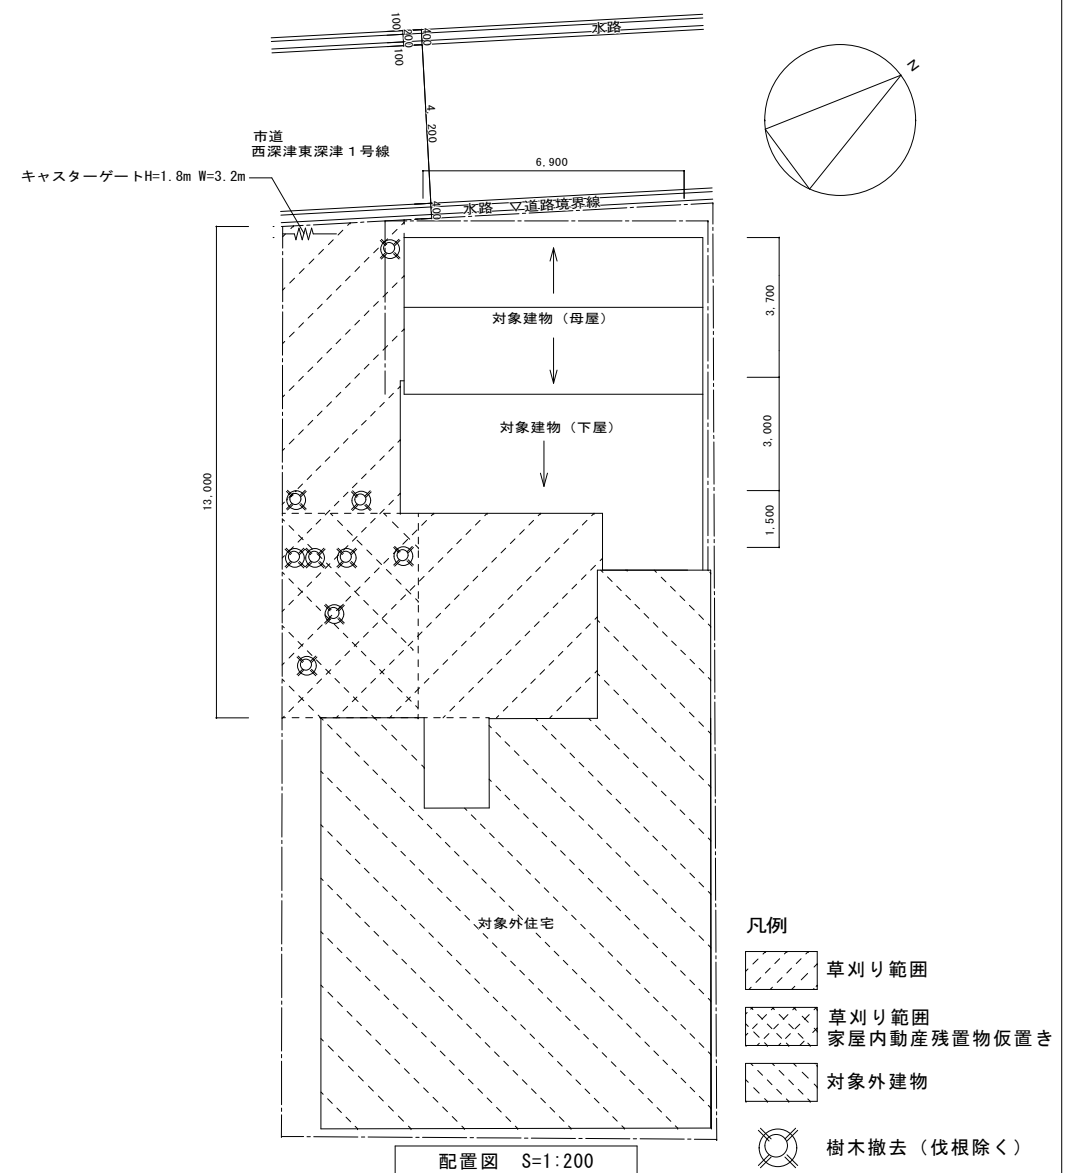 100
200
100
400
水路
N
4,200
市道
西深津東深津1号線
6,900
キャスターゲートH=1.8m W=3.2m
400
水路 ▽道路境界線
3,700
対象建物（母屋）
対象建物（下屋）
3,000
13,000
1,500
対象外住宅
凡例
草刈り範囲
草刈り範囲
家屋内動産残置物仮置き
対象外建物
樹木撤去（伐根除く）
配置図 S=1:200